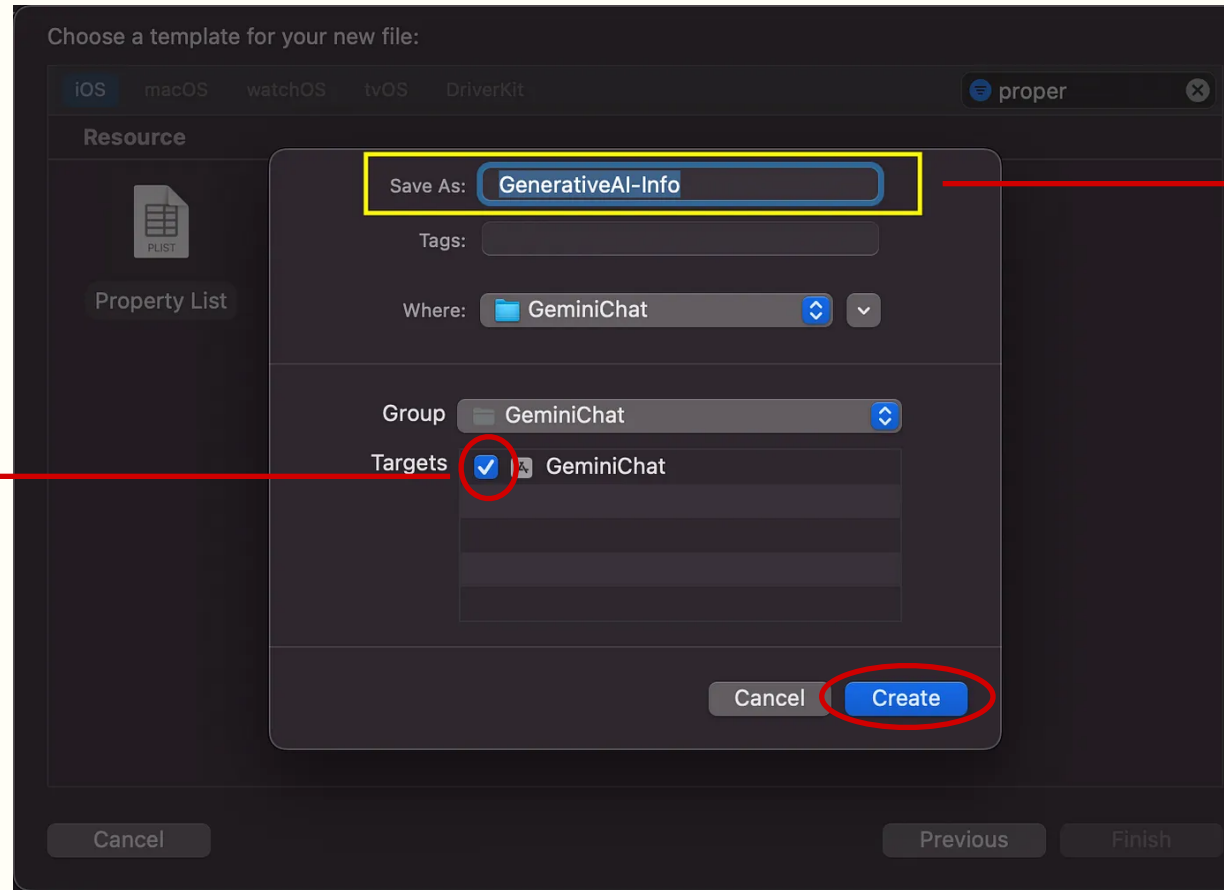 Choose a template for your new file:
iOS macOS watchOS tvOS DriverKit proper
Resource
PLIST
Property List
Save As: GenerativeAI-Info
Tags:
Where: GeminiChat
Group GeminiChat
Targets GeminiChat
Cancel Create
Cancel Previous Finish